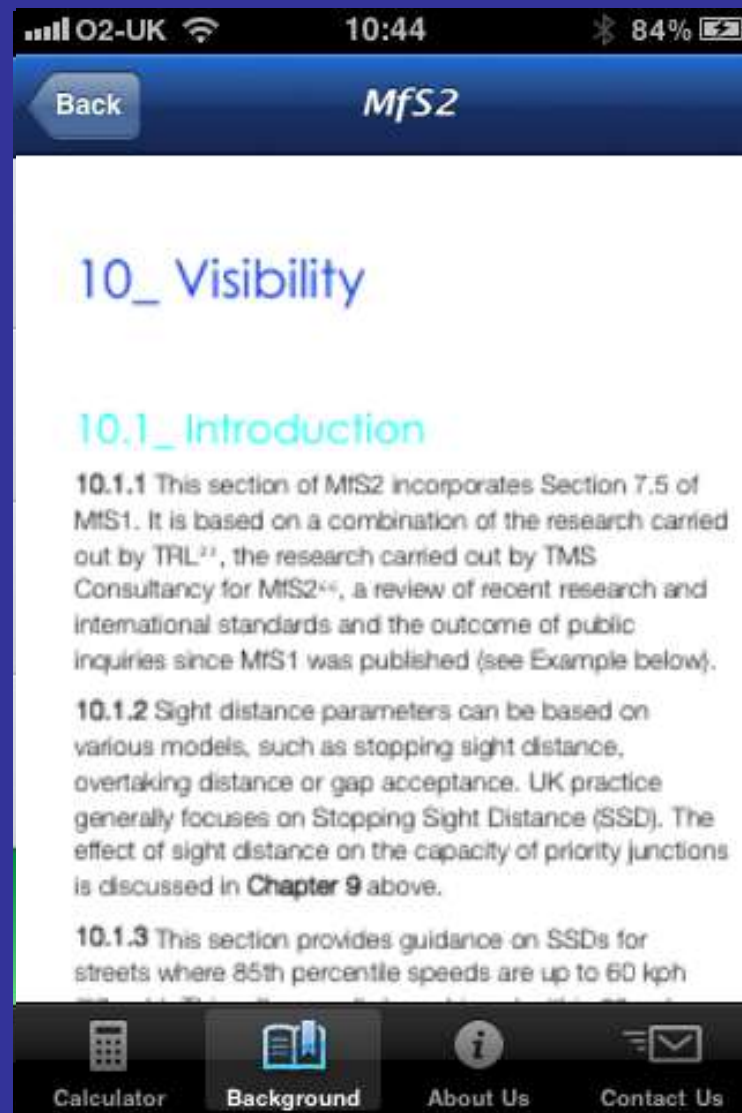 O2-UK 10:44 84%
Back MfS2
10_ Visibility
10.1_ Introduction
10.1.1 This section of MfS2 incorporates Section 7.5 of
MfS1. It is based on a combination of the research carried
out by TRL, the research carried out by TMS
Consultancy for MfS2, a review of recent research and
international standards and the outcome of public
inquiries since MfS1 was published (see Example below).
10.1.2 Sight distance parameters can be based on
various models, such as stopping sight distance,
overtaking distance or gap acceptance. UK practice
generally focuses on Stopping Sight Distance (SSD). The
effect of sight distance on the capacity of priority junctions
is discussed in Chapter 9 above.
10.1.3 This section provides guidance on SSDs for
streets where 85th percentile speeds are up to 60 kph
Calculator Background About Us Contact Us